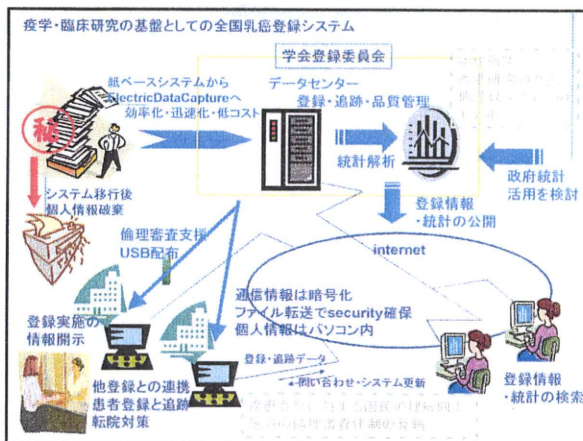 疫学・臨床研究の基盤としての全国乳癌登録システム
学会登録委員会
紙ベースシステムから
ElectricDataCaptureへ
効率化・迅速化・低コスト
データセンター
登録・追跡・品質管理
秘
統計解析
政府統計
活用を検討
システム移行後
個人情報破棄
登録情報
・統計の公開
倫理審査支援
USB配布
internet
通信情報は暗号化
ファイル転送でsecurity確保
個人情報はパソコン内
登録実施の
情報開示
登録・追跡データ
問い合わせ・システム更新
他登録との連携
患者登録と追跡
転院対策
登録情報
・統計の検索